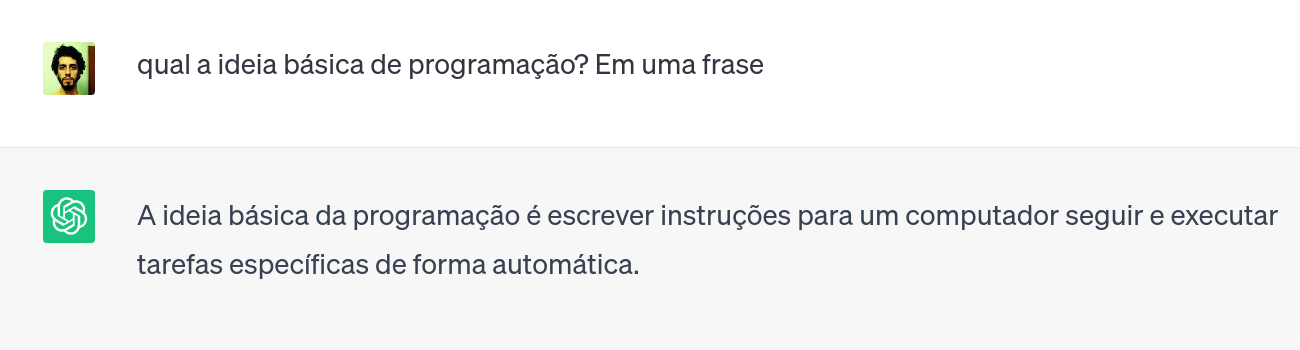 qual a ideia básica de programação? Em uma frase
A ideia básica da programação é escrever instruções para um computador seguir e executar
tarefas específicas de forma automática.